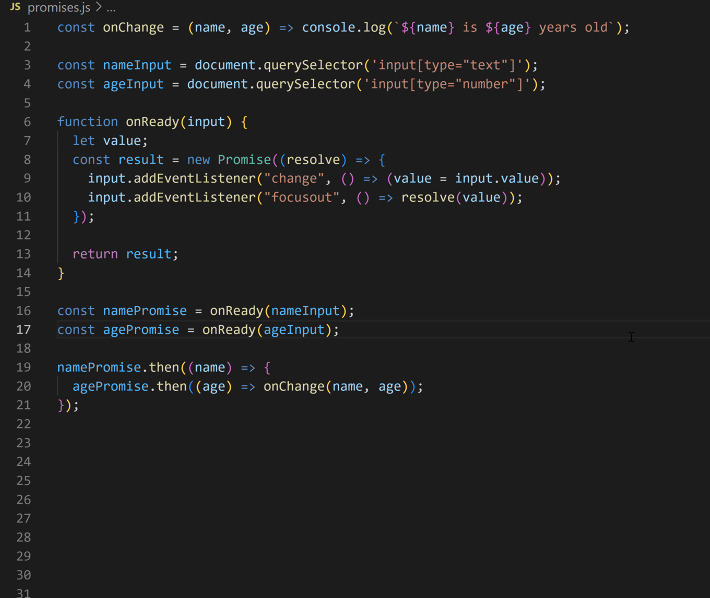 JS promises.js > ...
1 const onChange = (name, age) => console.log(`${name} is ${age} years old`);
2
3 const nameInput = document.querySelector('input[type="text"]');
4 const ageInput = document.querySelector('input[type="number"]');
5
6 function onReady(input) {
7   let value;
8   const result = new Promise((resolve) => {
9     input.addEventListener("change", () => (value = input.value));
10     input.addEventListener("focusout", () => resolve(value));
11   });
12
13   return result;
14 }
15
16 const namePromise = onReady(nameInput);
17 const agePromise = onReady(ageInput);
18
19 namePromise.then((name) => {
20   agePromise.then((age) => onChange(name, age));
21 });
22
23
24
25
26
27
28
29
30
31